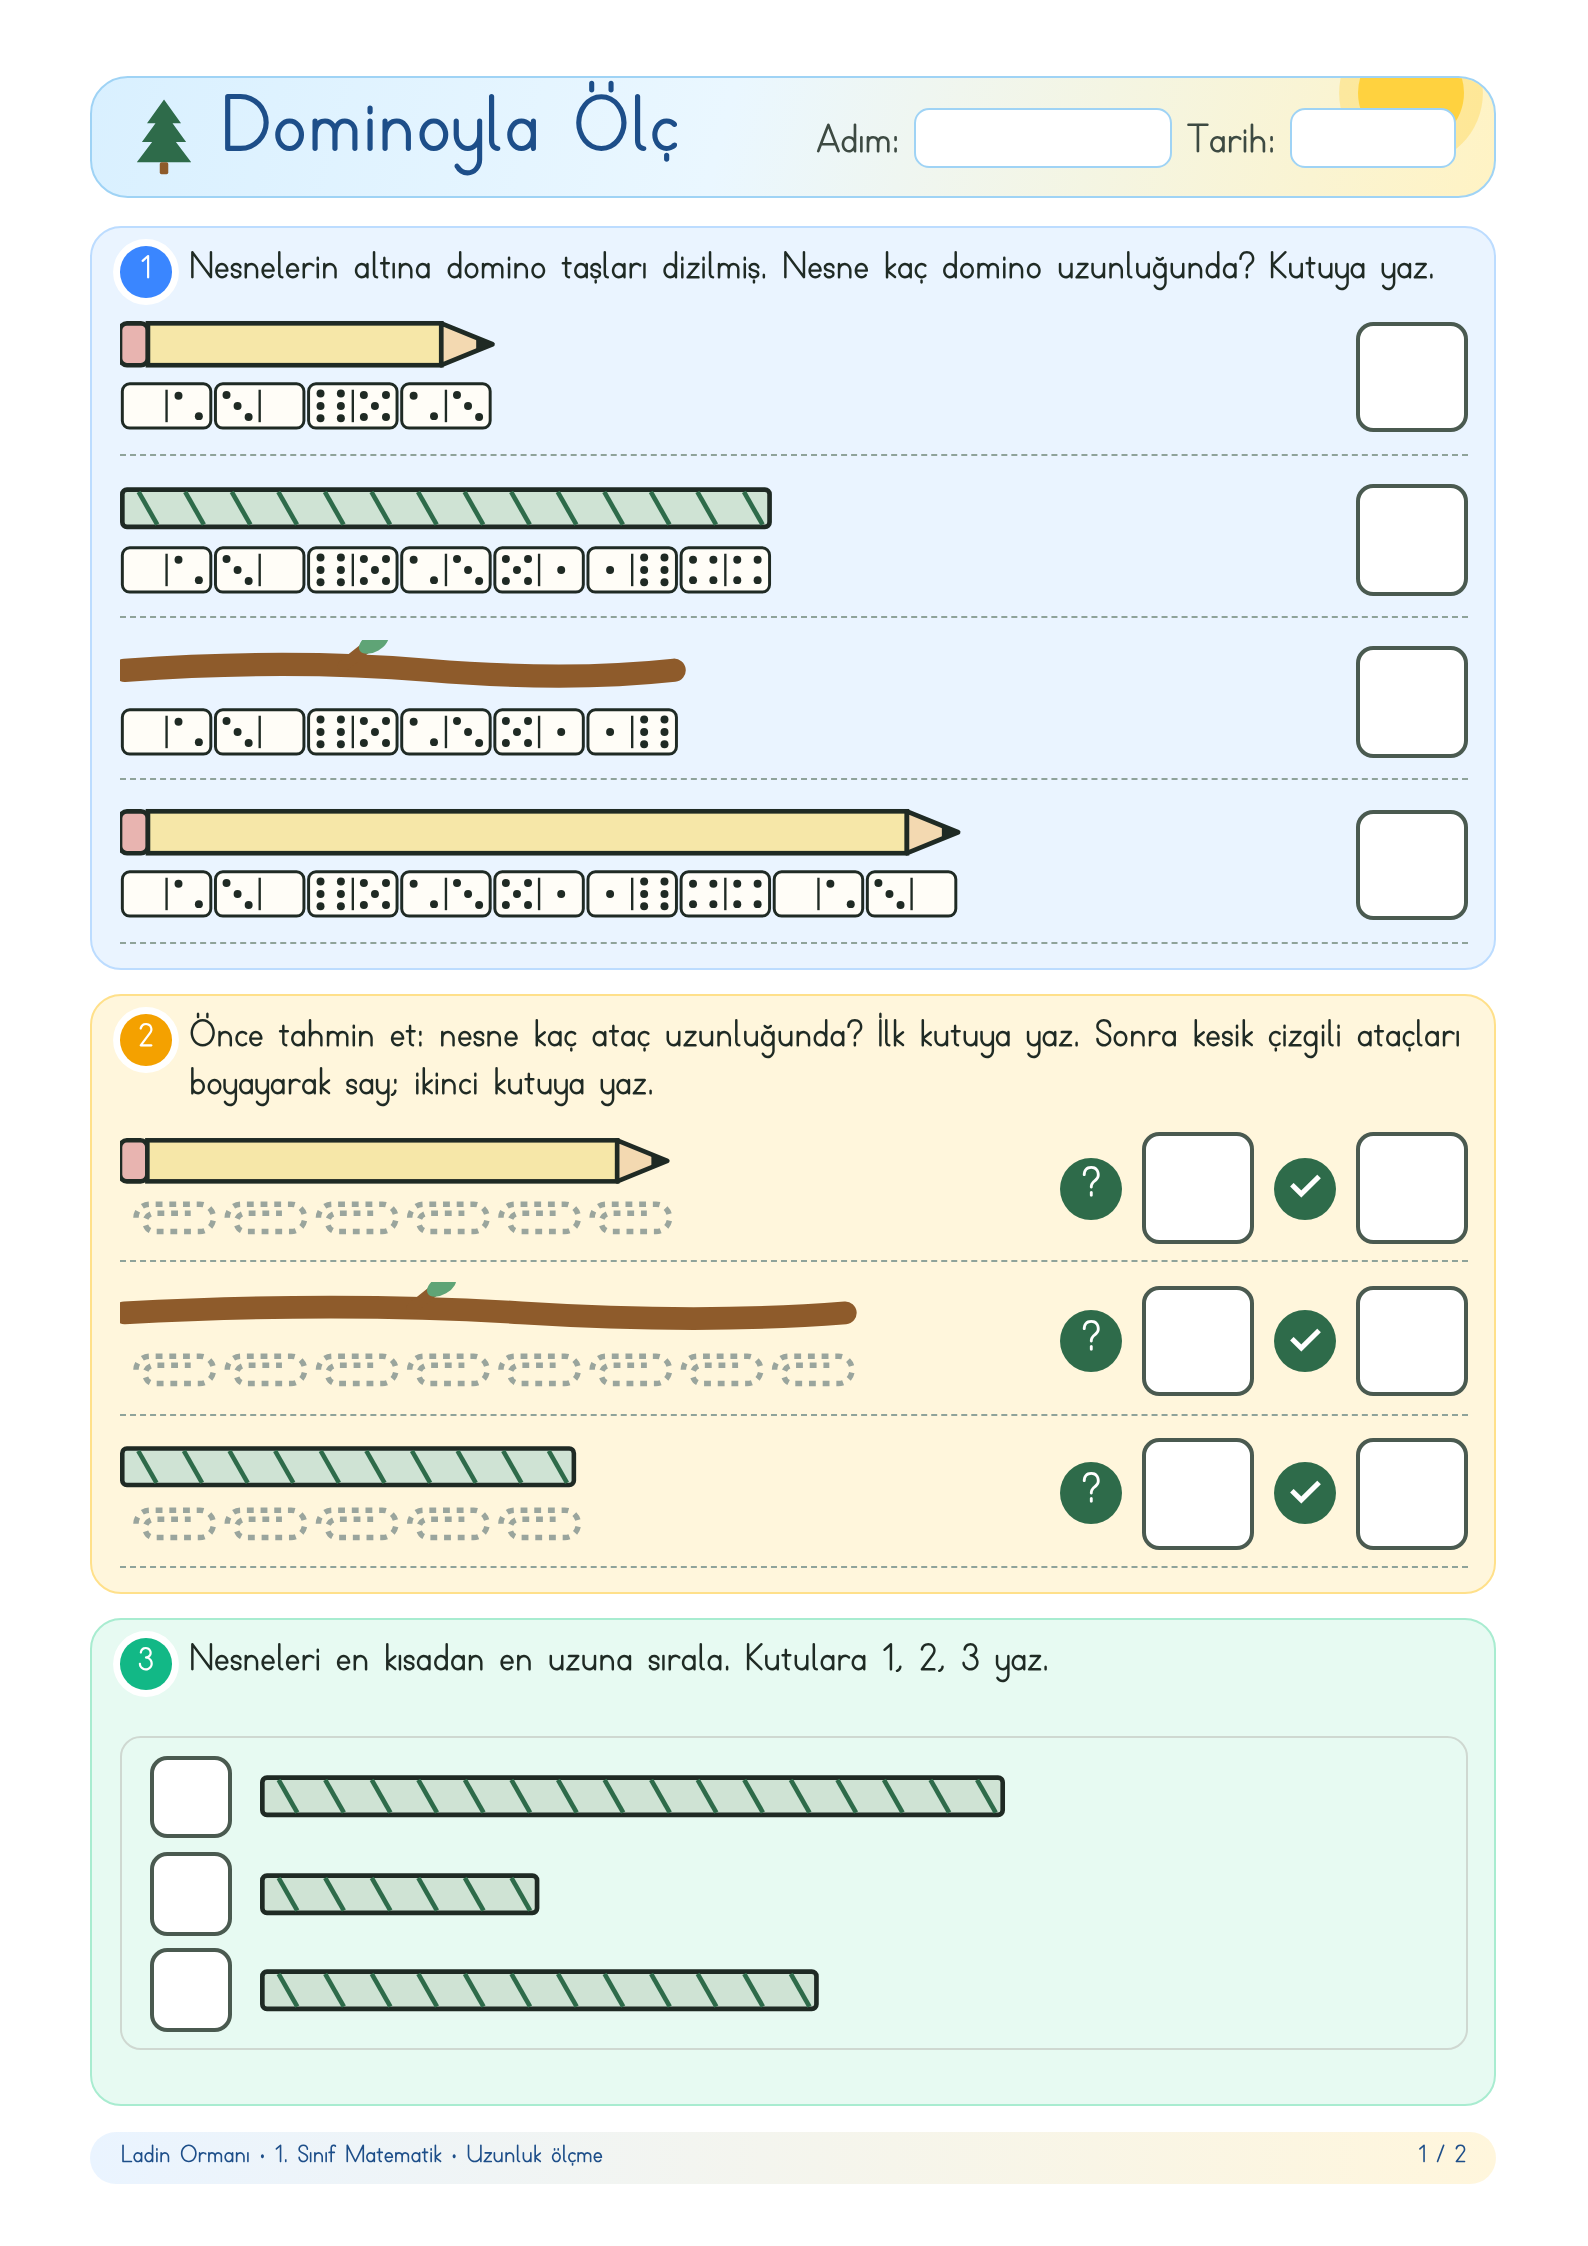 Dominoyla Ölç
Adım:
Tarih:
1
Nesnelerin altına domino taşları dizilmiş. Nesne kaç domino uzunluğunda? Kutuya yaz.
2
Önce tahmin et: nesne kaç ataç uzunluğunda? İlk kutuya yaz. Sonra kesik çizgili ataçları
boyayarak say; ikinci kutuya yaz.
?
?
?
3
Nesneleri en kısadan en uzuna sırala. Kutulara 1, 2, 3 yaz.
Ladin Ormanı • 1. Sınıf Matematik • Uzunluk ölçme
1 / 2